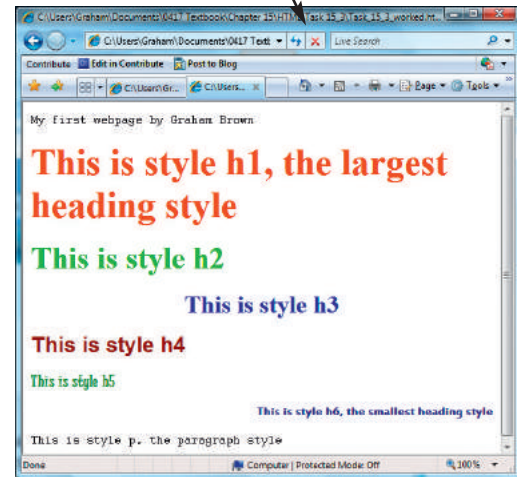 C:\Users\Graham\Documents\0417 Textbook\Chapter 15\HTM\Task 15_3\Task_15_3_worked.ht...
C:\Users\Graham\Documents\0417 Textl
Live Search
Contribute Edit in Contribute Post to Blog
C:\Users\Gr... C:\Users... Page Tools
My first webpage by Graham Brown
This is style h1, the largest
heading style
This is style h2
This is style h3
This is style h4
This is style h5
This is style h6, the smallest heading style
This is style p. the paragraph style
Done Computer | Protected Mode: Off 100%